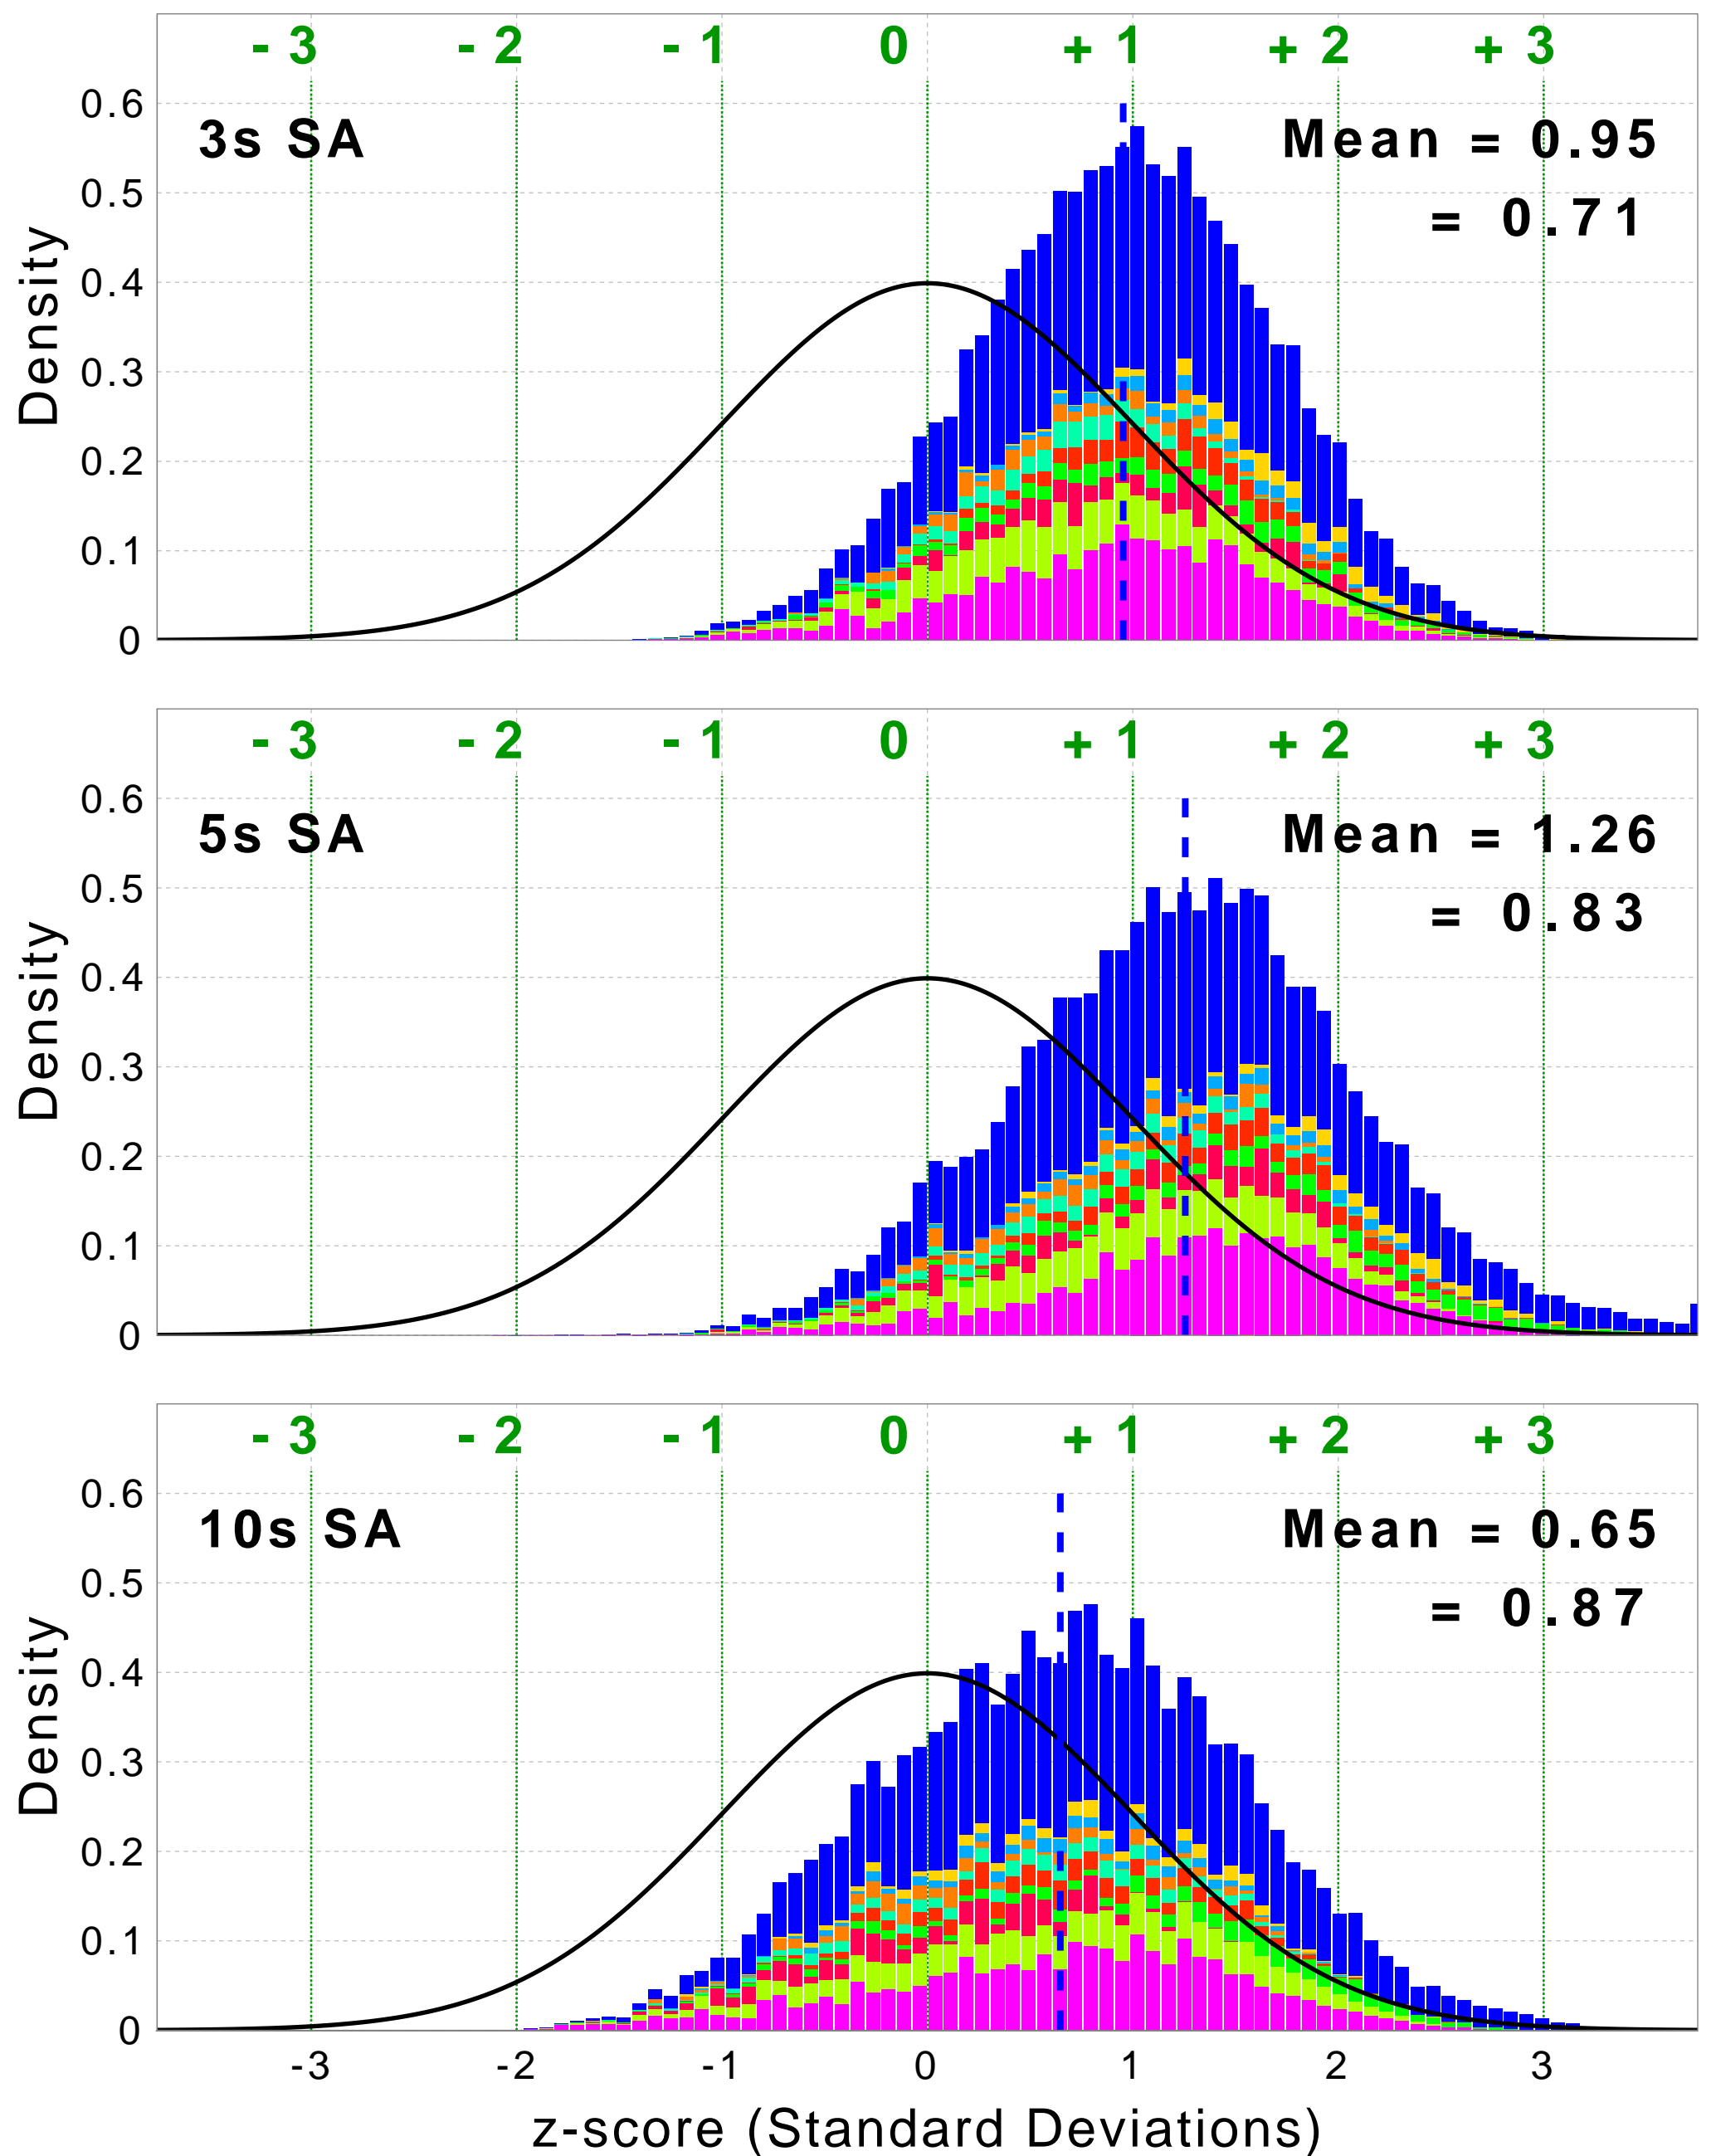 - 3 - 2 - 1 0 + 1 + 2 + 3
0.6
3s SA
Mean = 0.95
0.5
= 0.71
0.4
Density
0.3
0.2
0.1
0
- 3 - 2 - 1 0 + 1 + 2 + 3
0.6
5s SA
Mean = 1.26
0.5
= 0.83
0.4
Density
0.3
0.2
0.1
0
- 3 - 2 - 1 0 + 1 + 2 + 3
0.6
10s SA
Mean = 0.65
0.5
= 0.87
0.4
Density
0.3
0.2
0.1
0
-3 -2 -1 0 1 2 3
z-score (Standard Deviations)